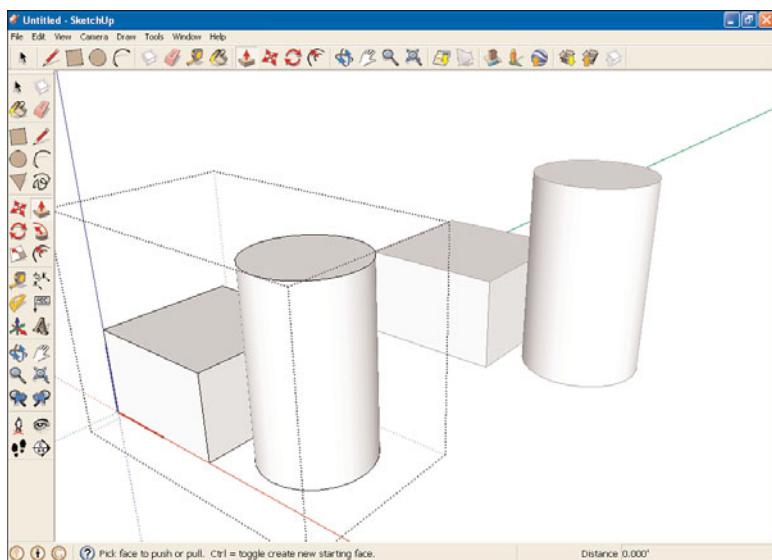 Untitled - SketchUp
File Edit View Camera Draw Tools Window Help
ABC
Pick face to push or pull. Ctrl = toggle create new starting face.
Distance 0.000'